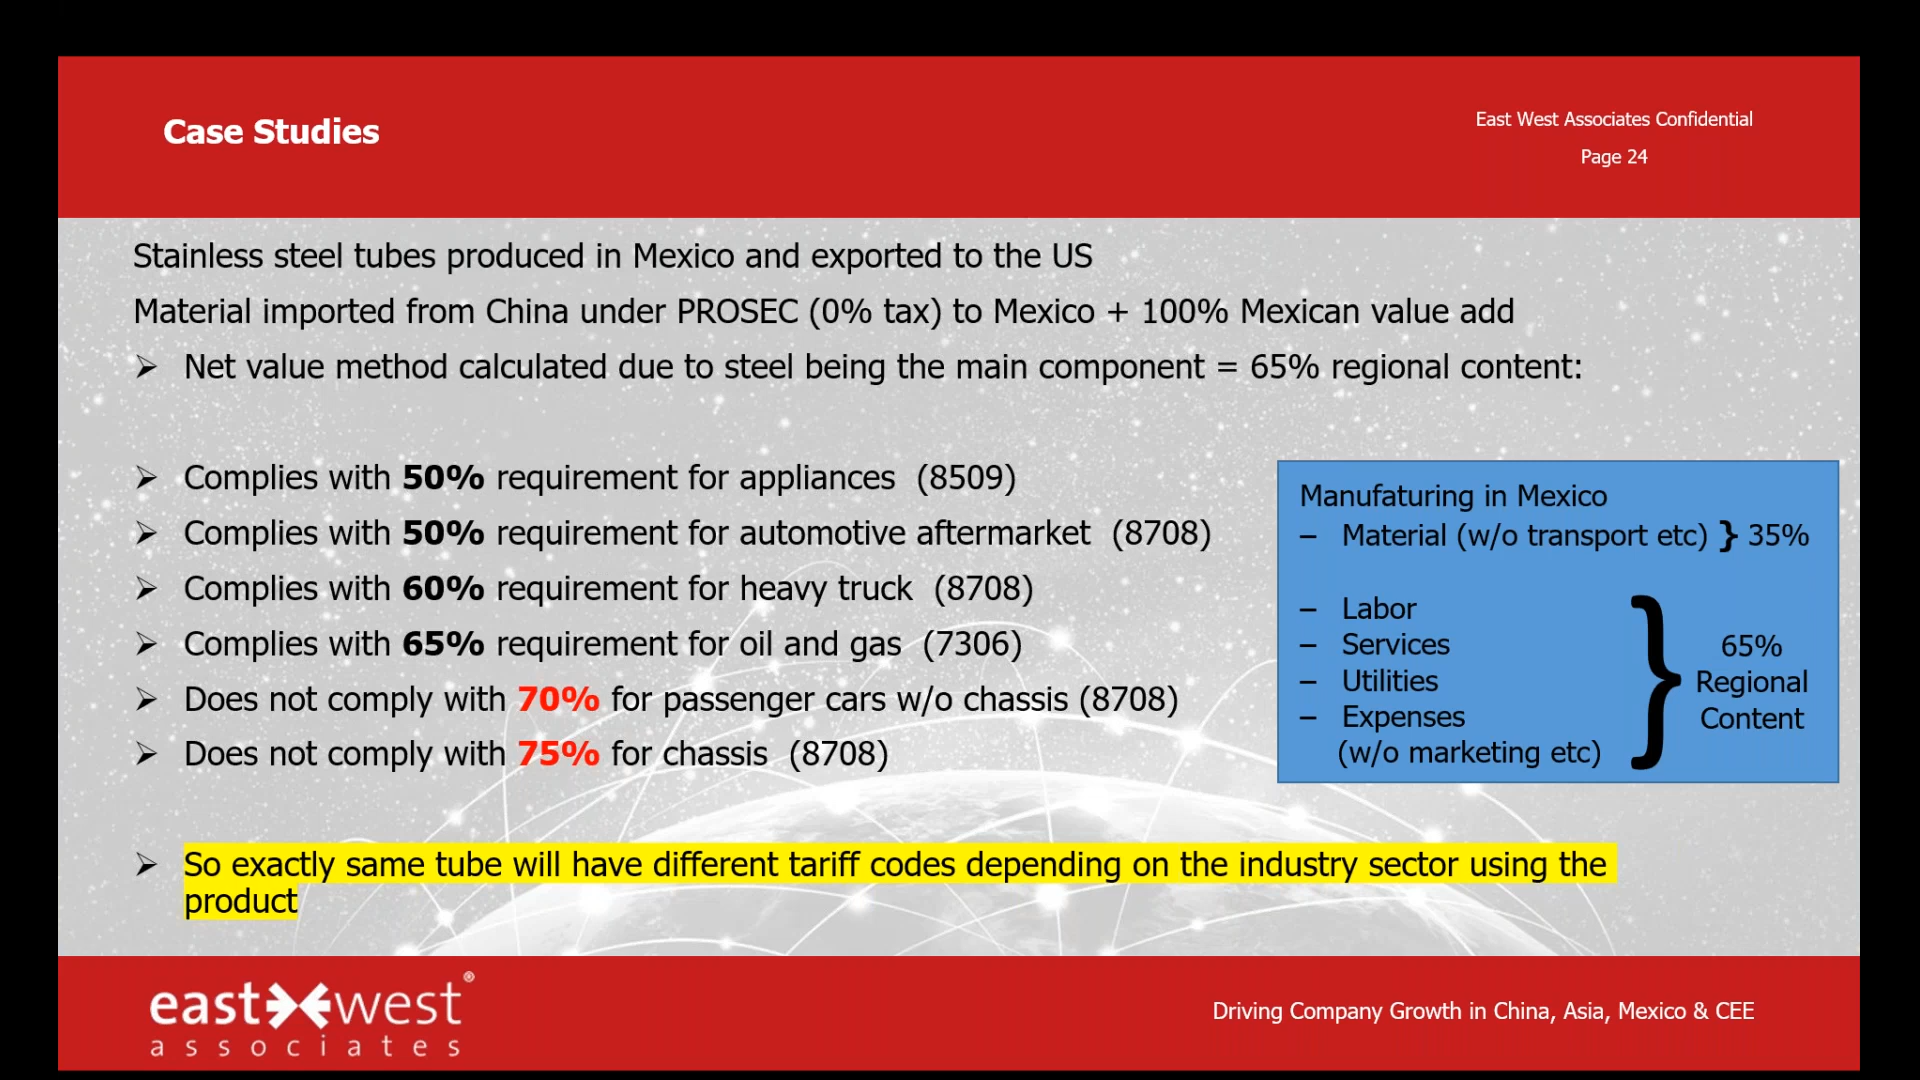 Case Studies
East West Associates Confidential
Page 24
Stainless steel tubes produced in Mexico and exported to the US
Material imported from China under PROSEC (0% tax) to Mexico + 100% Mexican value add
➢ Net value method calculated due to steel being the main component = 65% regional content:
➢ Complies with 50% requirement for appliances (8509)
➢ Complies with 50% requirement for automotive aftermarket (8708)
➢ Complies with 60% requirement for heavy truck (8708)
➢ Complies with 65% requirement for oil and gas (7306)
➢ Does not comply with 70% for passenger cars w/o chassis (8708)
➢ Does not comply with 75% for chassis (8708)
Manufaturing in Mexico
– Material (w/o transport etc) } 35%
– Labor
– Services
– Utilities
– Expenses
(w/o marketing etc)
65%
Regional
Content
➢ So exactly same tube will have different tariff codes depending on the industry sector using the
product
east west®
associates
Driving Company Growth in China, Asia, Mexico & CEE